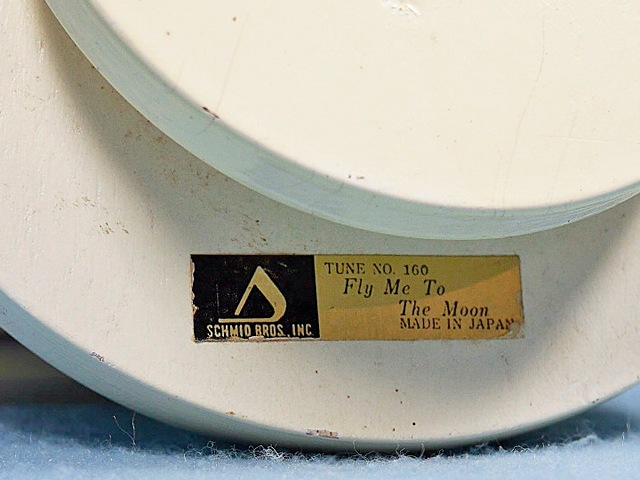 TUNE NO. 160
Fly Me To
The Moon
MADE IN JAPAN
SCHMID BROS., INC.